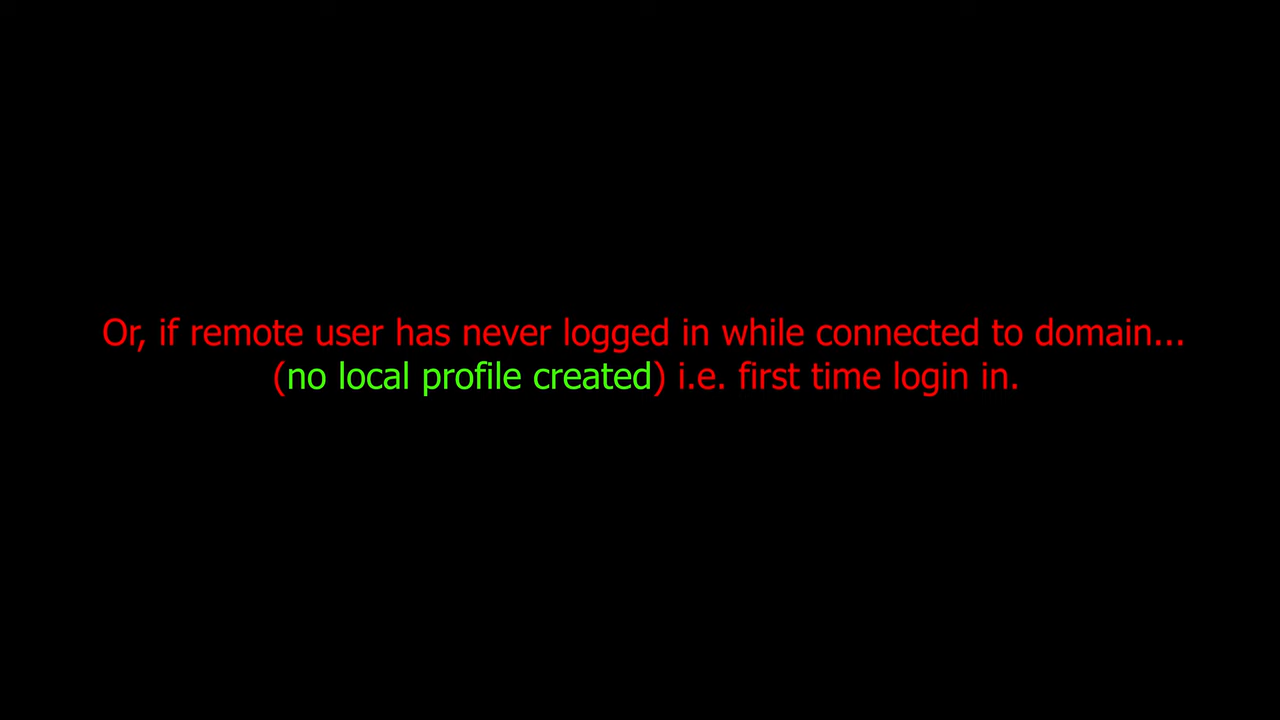 Or, if remote user has never logged in while connected to domain...
(no local profile created) i.e. first time login in.